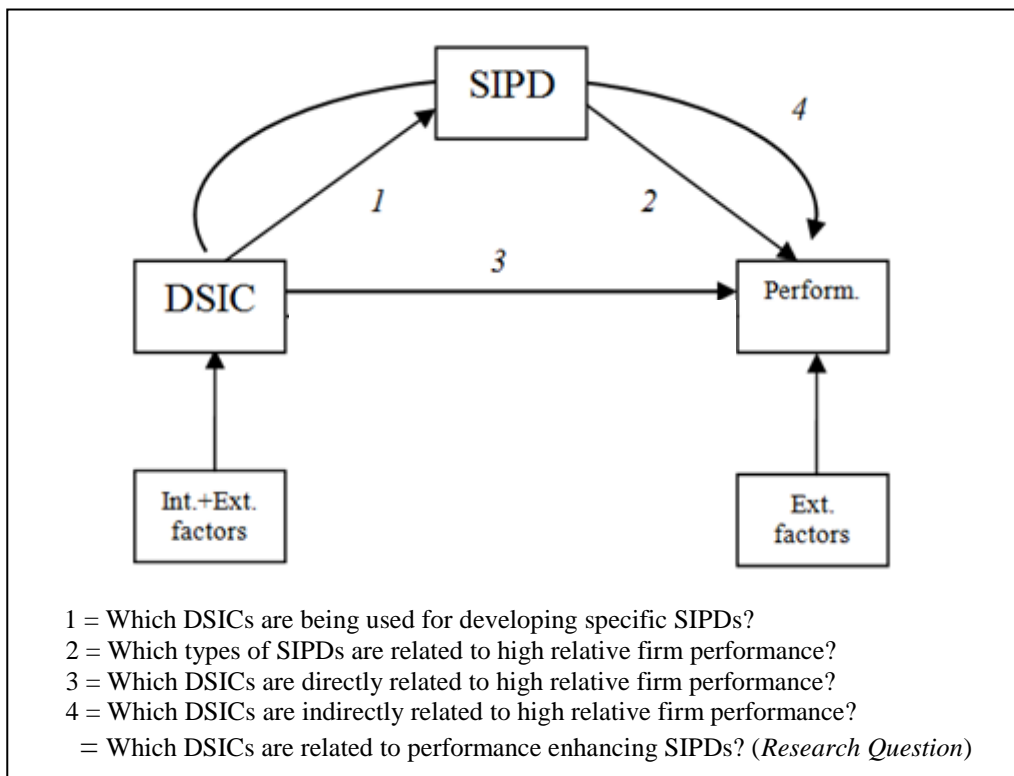 SIPD
4
1
2
3
DSIC
Perform.
Int.+Ext.
factors
Ext.
factors
1 = Which DSICs are being used for developing specific SIPDs?
2 = Which types of SIPDs are related to high relative firm performance?
3 = Which DSICs are directly related to high relative firm performance?
4 = Which DSICs are indirectly related to high relative firm performance?
= Which DSICs are related to performance enhancing SIPDs? (Research Question)